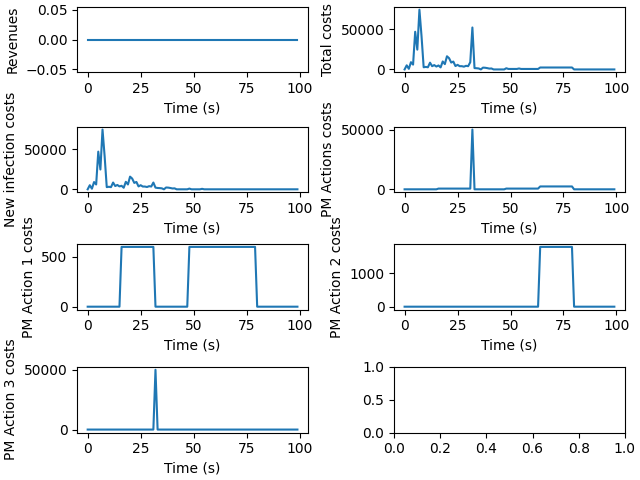 Revenues
0.05
0.00
−0.05
0 25 50 75 100
Time (s)
Total costs
50000
0
0 25 50 75 100
Time (s)
New infection costs
50000
0
0 25 50 75 100
Time (s)
PM Actions costs
50000
0
0 25 50 75 100
Time (s)
PM Action 1 costs
500
0
0 25 50 75 100
Time (s)
PM Action 2 costs
1000
0
0 25 50 75 100
Time (s)
PM Action 3 costs
50000
0
0 25 50 75 100
Time (s)
1.0
0.5
0.0
0.0 0.2 0.4 0.6 0.8 1.0